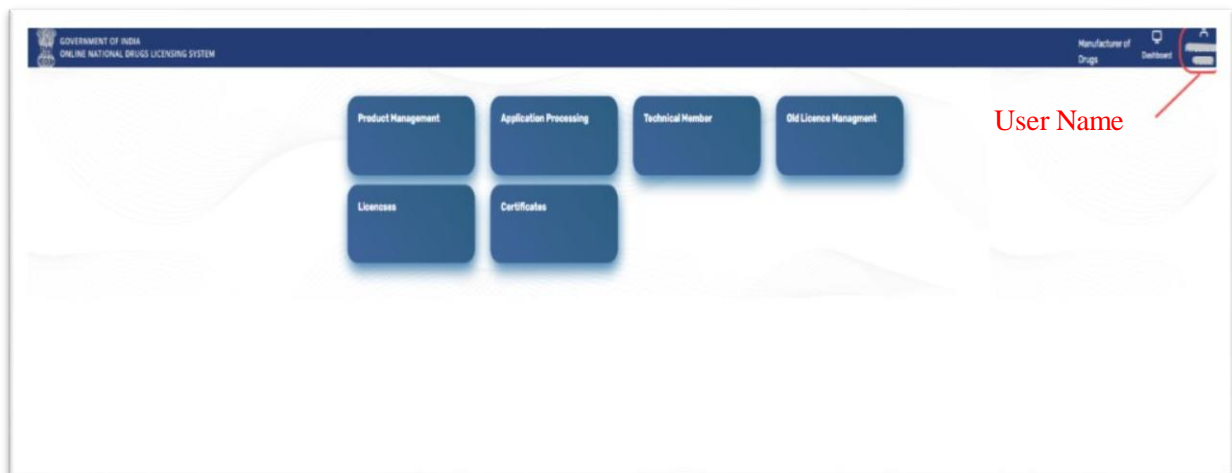 GOVERNMENT OF INDIA
ONLINE NATIONAL DRUGS LICENSING SYSTEM
Manufacturer of
Drugs
Dashboard
User Name
Product Management
Application Processing
Technical Member
Old Licence Managment
Licenoses
Certificates